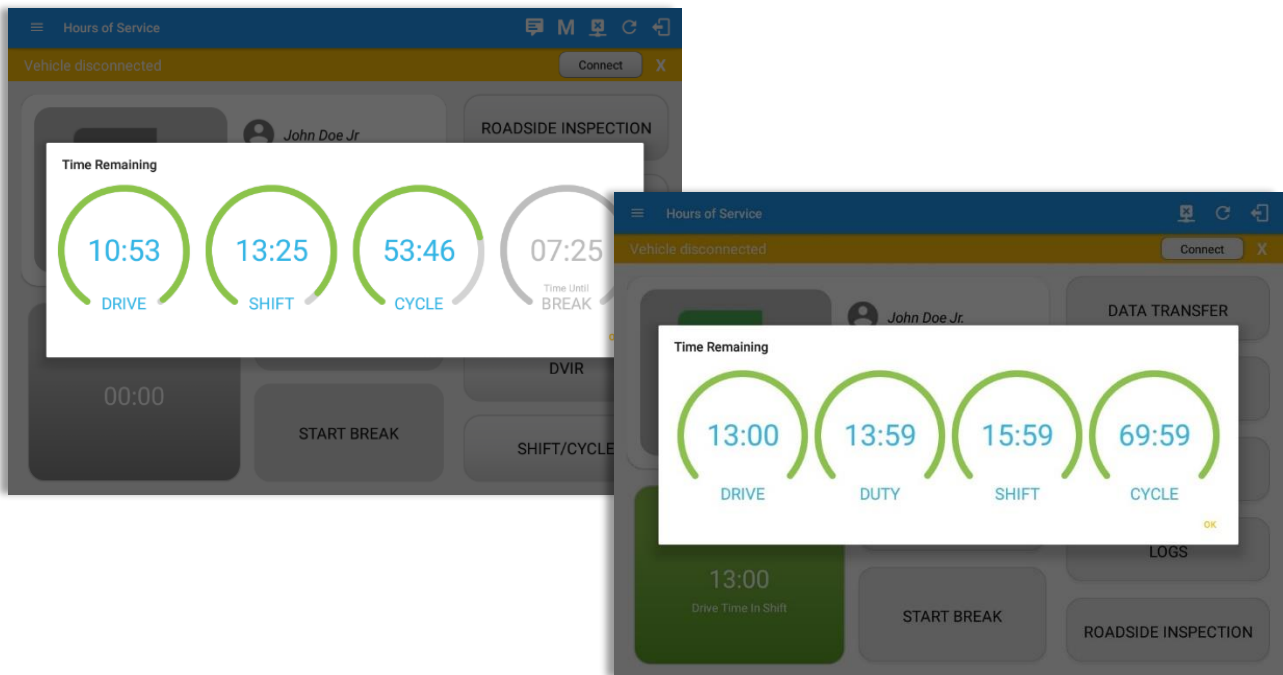 Hours of Service
M
Vehicle disconnected
Connect X
John Doe Jr
ROADSIDE INSPECTION
Time Remaining
10:53
DRIVE
13:25
SHIFT
53:46
CYCLE
07:25
Time Until
BREAK
DVIR
00:00
START BREAK
SHIFT/CYCLE
Hours of Service
Vehicle disconnected
Connect X
John Doe Jr.
DATA TRANSFER
Time Remaining
13:00
DRIVE
13:59
DUTY
15:59
SHIFT
69:59
CYCLE
OK
LOGS
13:00
Drive Time In Shift
START BREAK
ROADSIDE INSPECTION